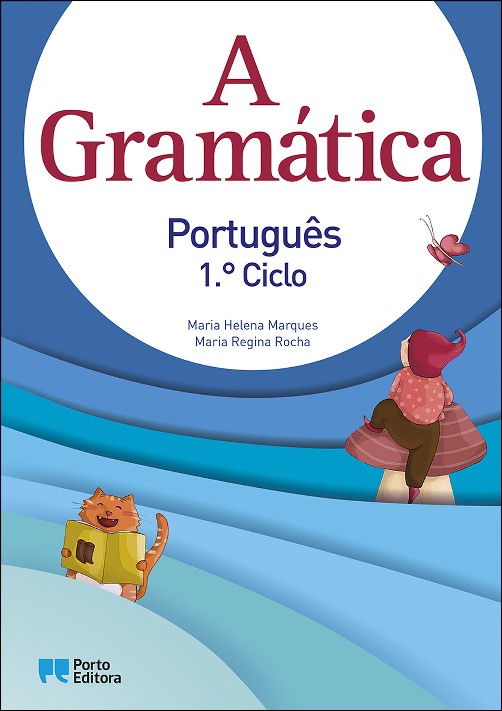 A
Gramática
Português
1.º Ciclo
Maria Helena Marques
Maria Regina Rocha
Porto
Editora